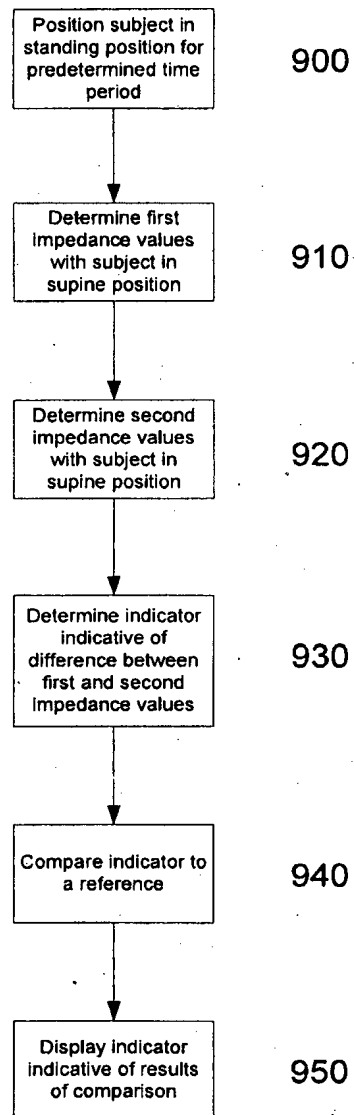 Position subject in
standing position for
predetermined time
period
900
Determine first
impedance values
with subject in
supine position
910
Determine second
impedance values
with subject in
supine position
920
Determine indicator
indicative of
difference between
first and second
impedance values
930
Compare indicator to
a reference
940
Display indicator
indicative of results
of comparison
950